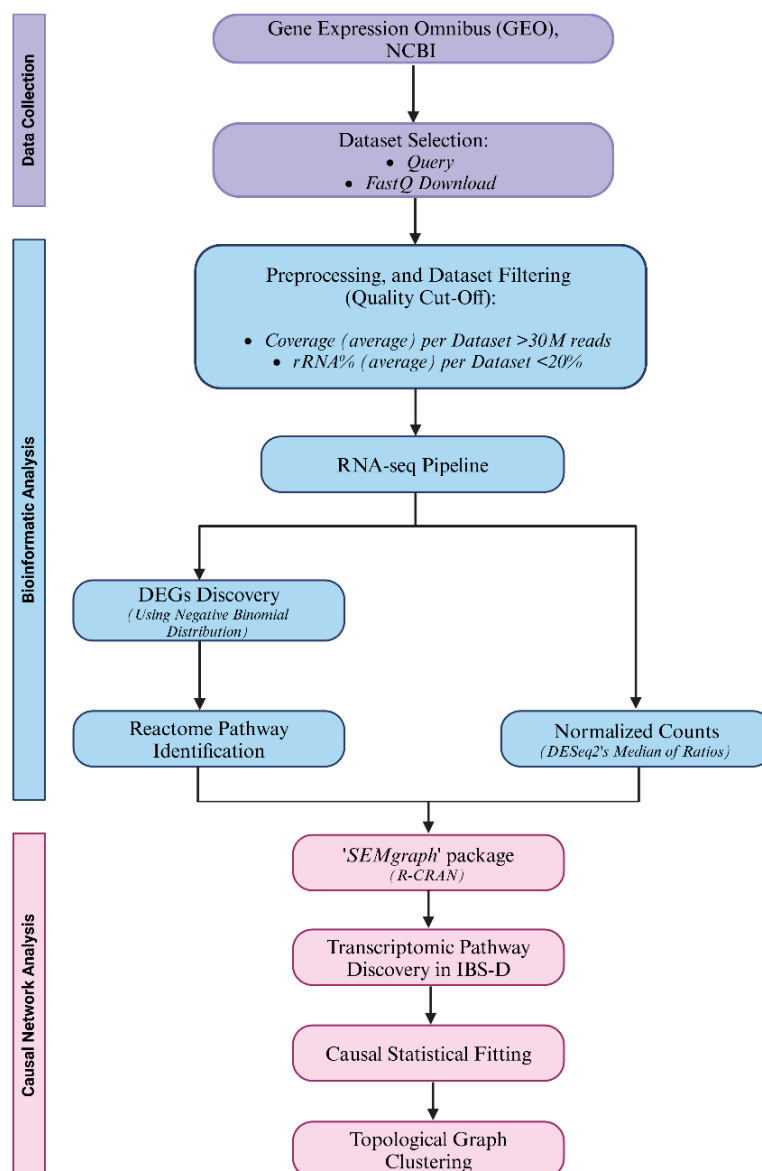 Data Collection
Gene Expression Omnibus (GEO),
NCBI
Dataset Selection:
• Query
• FastQ Download
Bioinformatic Analysis
Preprocessing, and Dataset Filtering
(Quality Cut-Off):
• Coverage (average) per Dataset >30M reads
• rRNA% (average) per Dataset <20%
RNA-seq Pipeline
DEGs Discovery
(Using Negative Binomial
Distribution)
Reactome Pathway
Identification
Normalized Counts
(DESeq2's Median of Ratios)
Causal Network Analysis
'SEMgraph' package
(R-CRAN)
Transcriptomic Pathway
Discovery in IBS-D
Causal Statistical Fitting
Topological Graph
Clustering